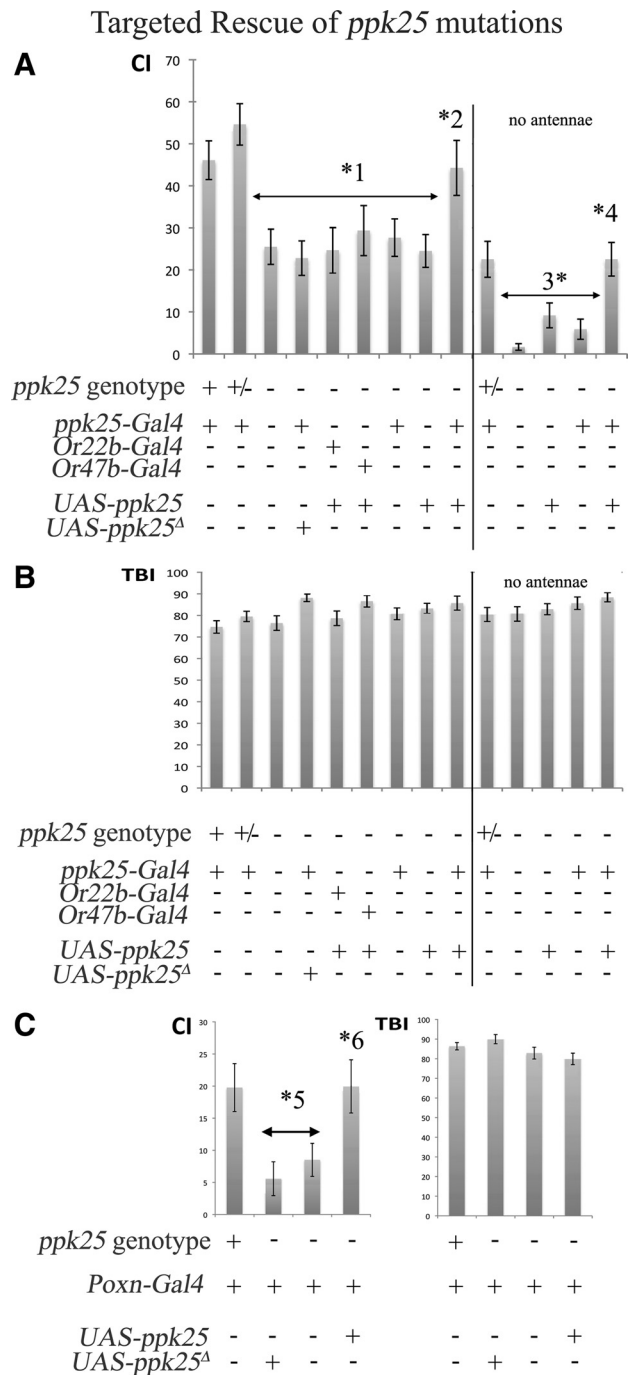 Targeted Rescue of ppk25 mutations
A
CI
70
60
50
40
30
20
10
0
*1
*2
no antennae
3*
*4
ppk25 genotype + +/- - - - - - - - +/- - - - -
ppk25-Gal4 + + - + - - + - + + - - + +
Or22b-Gal4 - - - - + - - - - - - - - -
Or47b-Gal4 - - - - - + - - - - - - - -
UAS-ppk25 - - - - + + - + + - - + - +
UAS-ppk25Δ - - - + - - - - - - - - - -
B
TBI
100
90
80
70
60
50
40
30
20
10
0
no antennae
ppk25 genotype + +/- - - - - - - - +/- - - - -
ppk25-Gal4 + + - + - - + - + + - - + +
Or22b-Gal4 - - - - + - - - - - - - - -
Or47b-Gal4 - - - - - + - - - - - - - -
UAS-ppk25 - - - - + + - + + - - + - +
UAS-ppk25Δ - - - + - - - - - - - - - -
C
CI
30
25
20
15
10
5
0
*5
*6
TBI
100
90
80
70
60
50
40
30
20
10
0
ppk25 genotype + - - - + - - -
Poxn-Gal4 + + + + + + + +
UAS-ppk25 - - - + - - - +
UAS-ppk25Δ - + - - - + - -